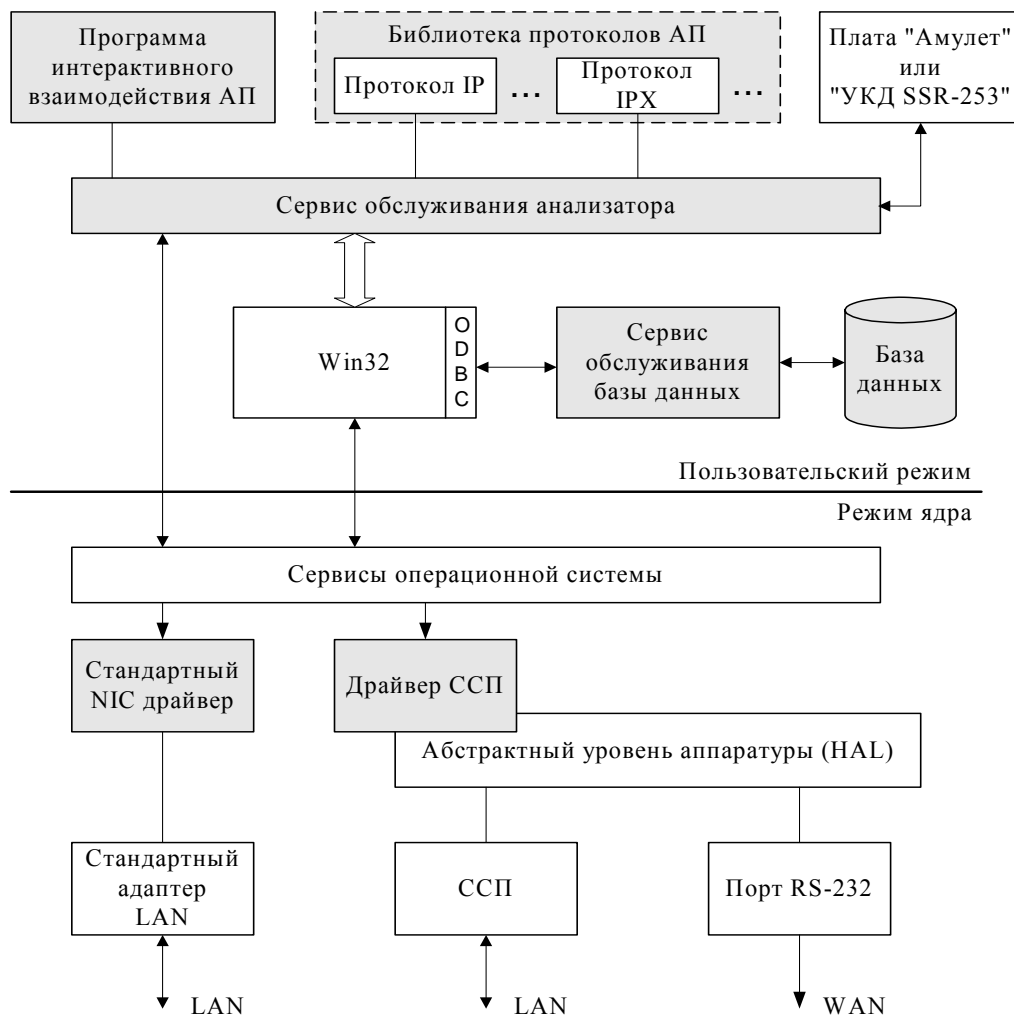 Программа
интерактивного
взаимодействия АП
Библиотека протоколов АП
Протокол IP
...
Протокол
IPX
...
Плата "Амулет"
или
"УКД SSR-253"
Сервис обслуживания анализатора
Win32
O
D
B
C
Сервис
обслуживания
базы данных
База
данных
Пользовательский режим
Режим ядра
Сервисы операционной системы
Стандартный
NIC драйвер
Драйвер ССП
Абстрактный уровень аппаратуры (HAL)
Стандартный
адаптер
LAN
ССП
Порт RS-232
LAN
LAN
WAN